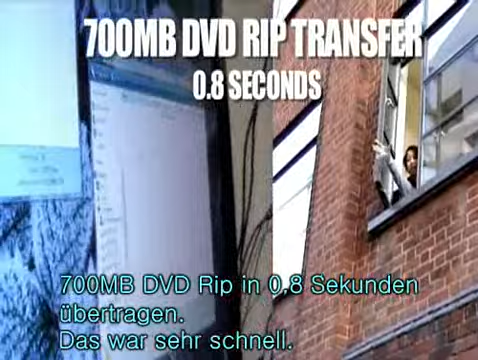 700MB DVD RIP TRANSFER
0.8 SECONDS
700MB DVD Rip in 0,8 Sekunden
übertragen.
Das war sehr schnell.